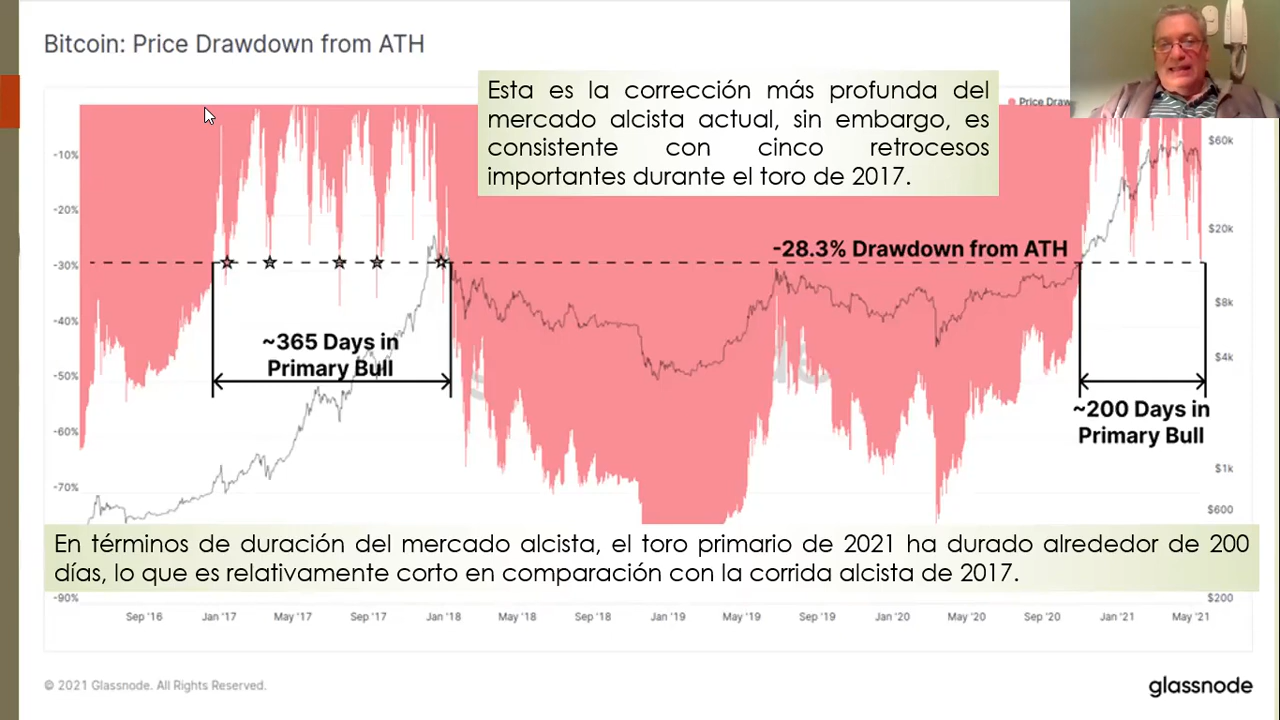 Bitcoin: Price Drawdown from ATH
Esta es la corrección más profunda del
mercado alcista actual, sin embargo, es
consistente con cinco retrocesos
importantes durante el toro de 2017.
-10%
-20%
-30%
-40%
-50%
-60%
-70%
-90%
$60k
$20k
$8k
$4k
$1k
$600
$200
-28.3% Drawdown from ATH
~365 Days in
Primary Bull
~200 Days in
Primary Bull
En términos de duración del mercado alcista, el toro primario de 2021 ha durado alrededor de 200
días, lo que es relativamente corto en comparación con la corrida alcista de 2017.
Sep '16 Jan '17 May '17 Sep '17 Jan '18 May '18 Sep '18 Jan '19 May '19 Sep '19 Jan '20 May '20 Sep '20 Jan '21 May '21
© 2021 Glassnode. All Rights Reserved.
glassnode